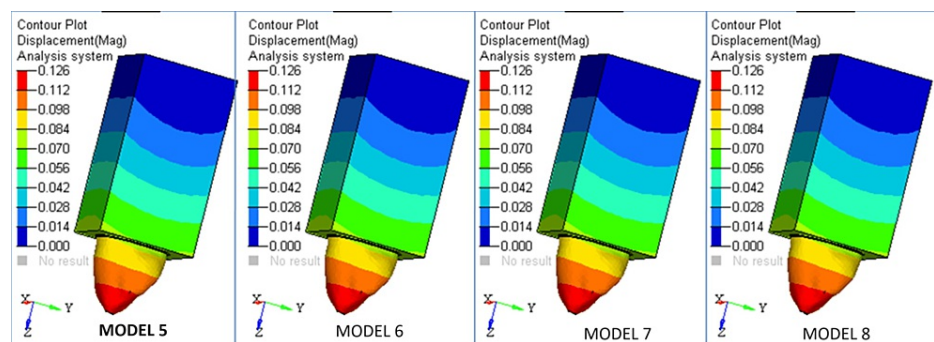 Contour Plot
Displacement(Mag)
Analysis system
0.126
0.112
0.098
0.084
0.070
0.056
0.042
0.028
0.014
0.000
No result
X
Y
Z
MODEL 5
Contour Plot
Displacement(Mag)
Analysis system
0.126
0.112
0.098
0.084
0.070
0.056
0.042
0.028
0.014
0.000
No result
X
Y
Z
MODEL 6
Contour Plot
Displacement(Mag)
Analysis system
0.126
0.112
0.098
0.084
0.070
0.056
0.042
0.028
0.014
0.000
No result
X
Y
Z
MODEL 7
Contour Plot
Displacement(Mag)
Analysis system
0.126
0.112
0.098
0.084
0.070
0.056
0.042
0.028
0.014
0.000
No result
X
Y
Z
MODEL 8